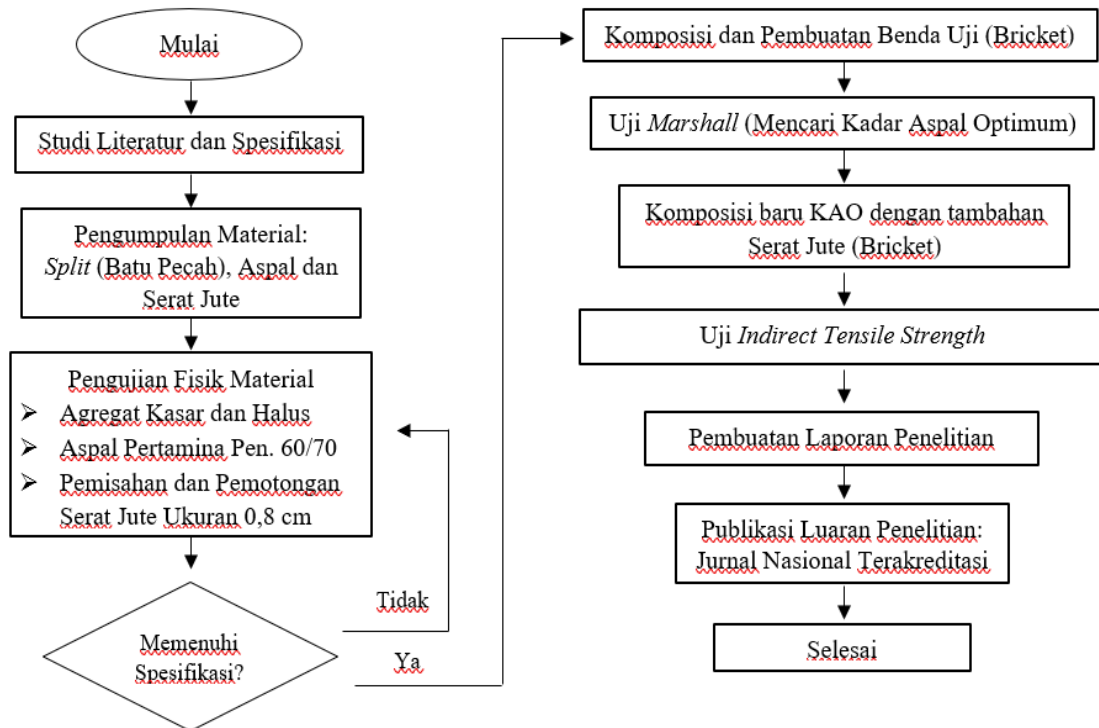 Mulai
Studi Literatur dan Spesifikasi
Pengumpulan Material:
Split (Batu Pecah), Aspal dan
Serat Jute
Pengujian Fisik Material
➢ Agregat Kasar dan Halus
➢ Aspal Pertamina Pen. 60/70
➢ Pemisahan dan Pemotongan
Serat Jute Ukuran 0,8 cm
Memenuhi
Spesifikasi?
Tidak
Ya
Komposisi dan Pembuatan Benda Uji (Bricket)
Uji Marshall (Mencari Kadar Aspal Optimum)
Komposisi baru KAO dengan tambahan
Serat Jute (Bricket)
Uji Indirect Tensile Strength
Pembuatan Laporan Penelitian
Publikasi Luaran Penelitian:
Jurnal Nasional Terakreditasi
Selesai